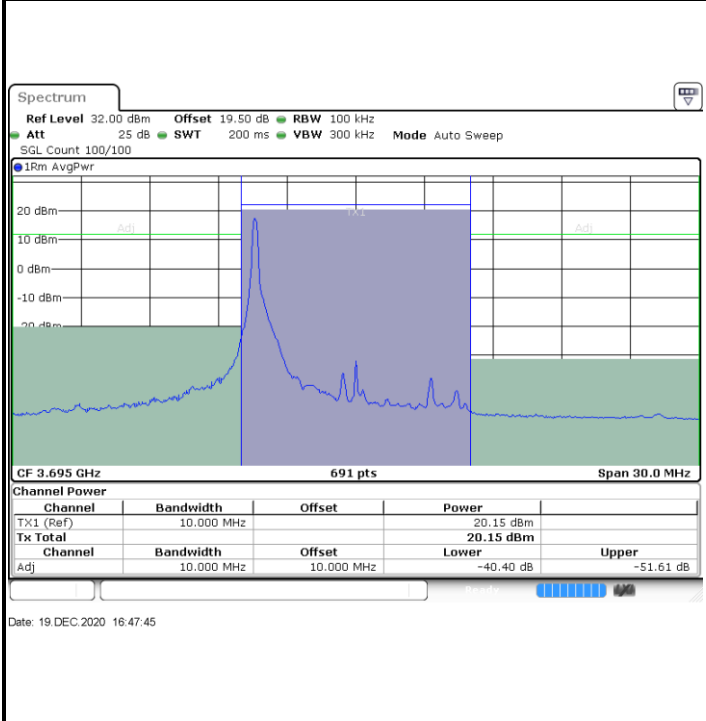 Spectrum
Ref Level 32.00 dBm Offset 19.50 dB RBW 100 kHz
Att 25 dB SWT 200 ms VBW 300 kHz Mode Auto Sweep
SGL Count 100/100
1Rm AvgPwr
20 dBm
TX1
Adj
Adj
10 dBm
0 dBm
-10 dBm
-20 dBm
CF 3.695 GHz 691 pts Span 30.0 MHz
Channel Power
Channel Bandwidth Offset Power
TX1 (Ref) 10.000 MHz 20.15 dBm
Tx Total 20.15 dBm
Channel Bandwidth Offset Lower Upper
Adj 10.000 MHz 10.000 MHz -40.40 dB -51.61 dB
Ready
Date: 19.DEC.2020 16:47:45